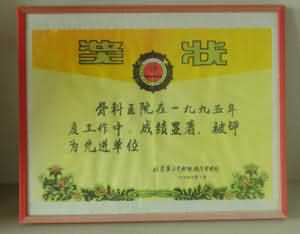 奖状
骨科医院在一九九五年
度工作中,成绩显著,被评
为先进单位